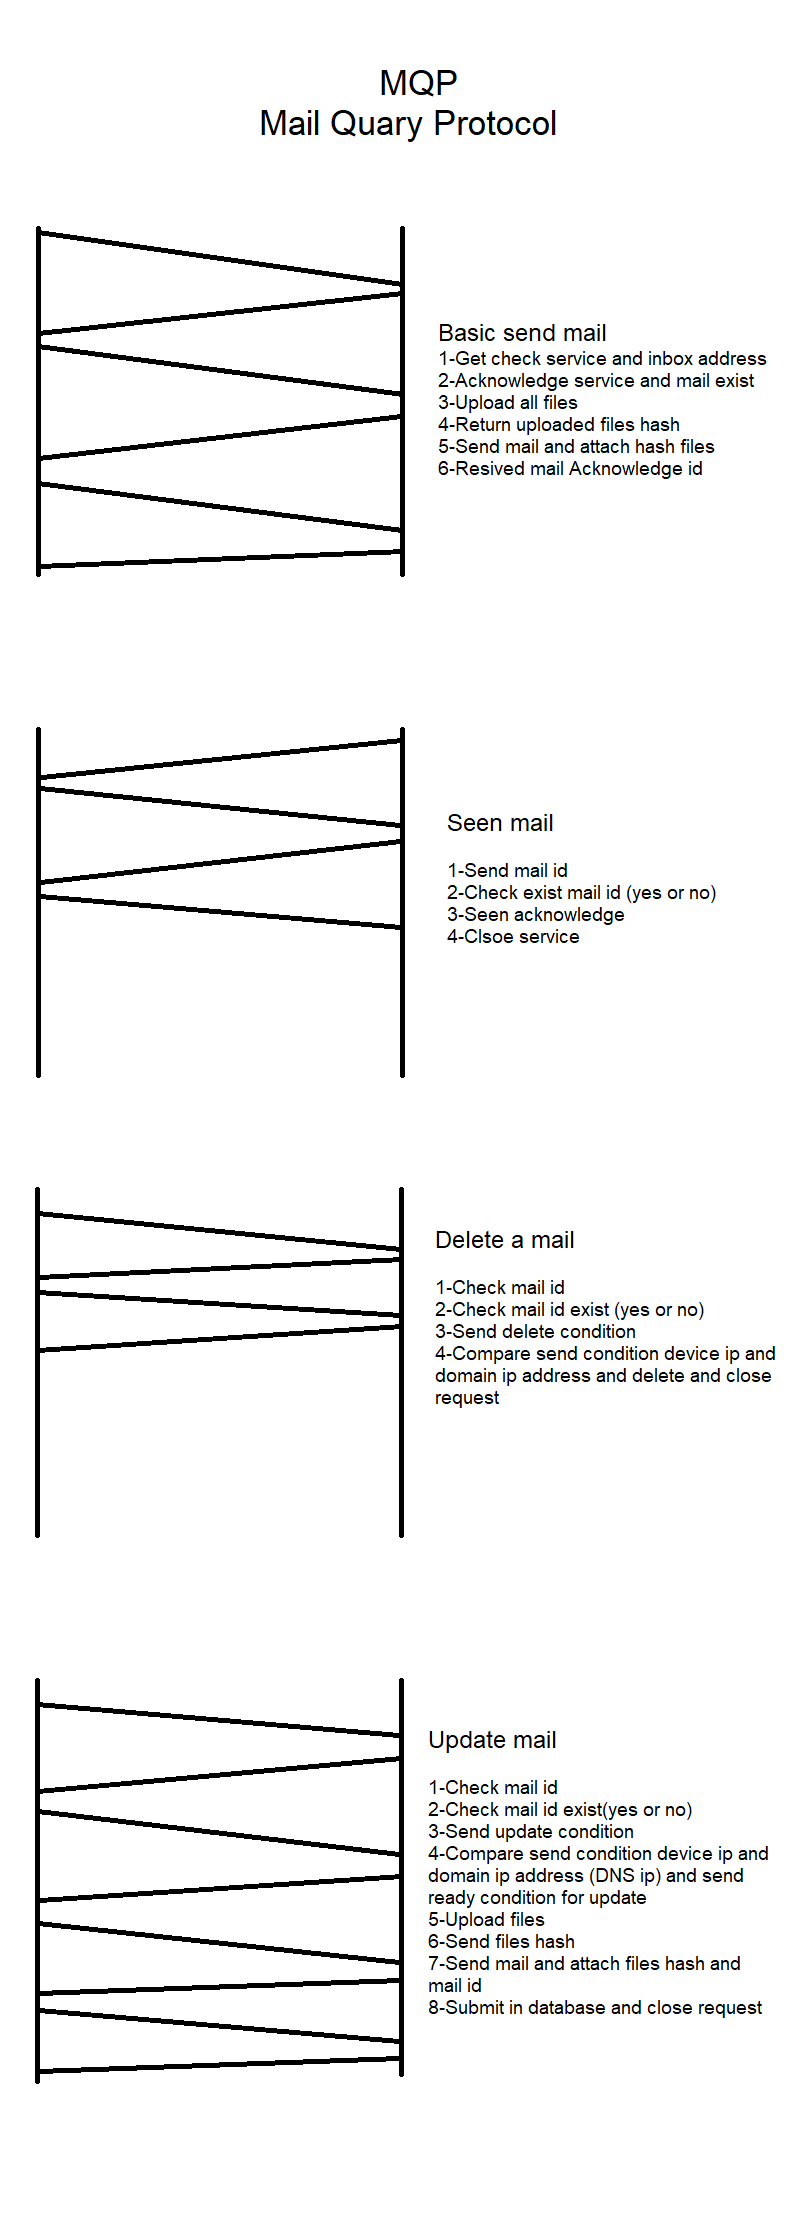 MQP
Mail Quary Protocol
Basic send mail
1-Get check service and inbox address
2-Acknowledge service and mail exist
3-Upload all files
4-Return uploaded files hash
5-Send mail and attach hash files
6-Resived mail Acknowledge id
Seen mail
1-Send mail id
2-Check exist mail id (yes or no)
3-Seen acknowledge
4-Clsoe service
Delete a mail
1-Check mail id
2-Check mail id exist (yes or no)
3-Send delete condition
4-Compare send condition device ip and
domain ip address and delete and close
request
Update mail
1-Check mail id
2-Check mail id exist(yes or no)
3-Send update condition
4-Compare send condition device ip and
domain ip address (DNS ip) and send
ready condition for update
5-Upload files
6-Send files hash
7-Send mail and attach files hash and
mail id
8-Submit in database and close request